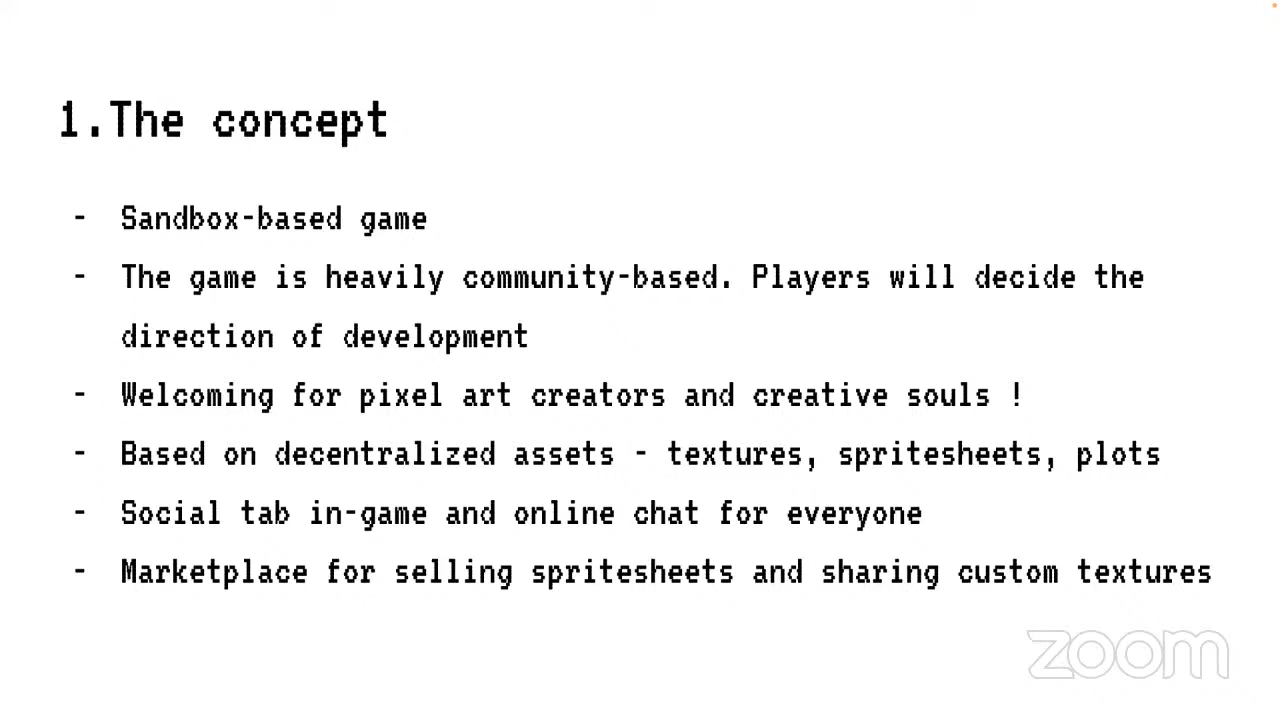 1.The concept
- Sandbox-based game
- The game is heavily community-based. Players will decide the
direction of development
- Welcoming for pixel art creators and creative souls !
- Based on decentralized assets - textures, spritesheets, plots
- Social tab in-game and online chat for everyone
- Marketplace for selling spritesheets and sharing custom textures
zoom